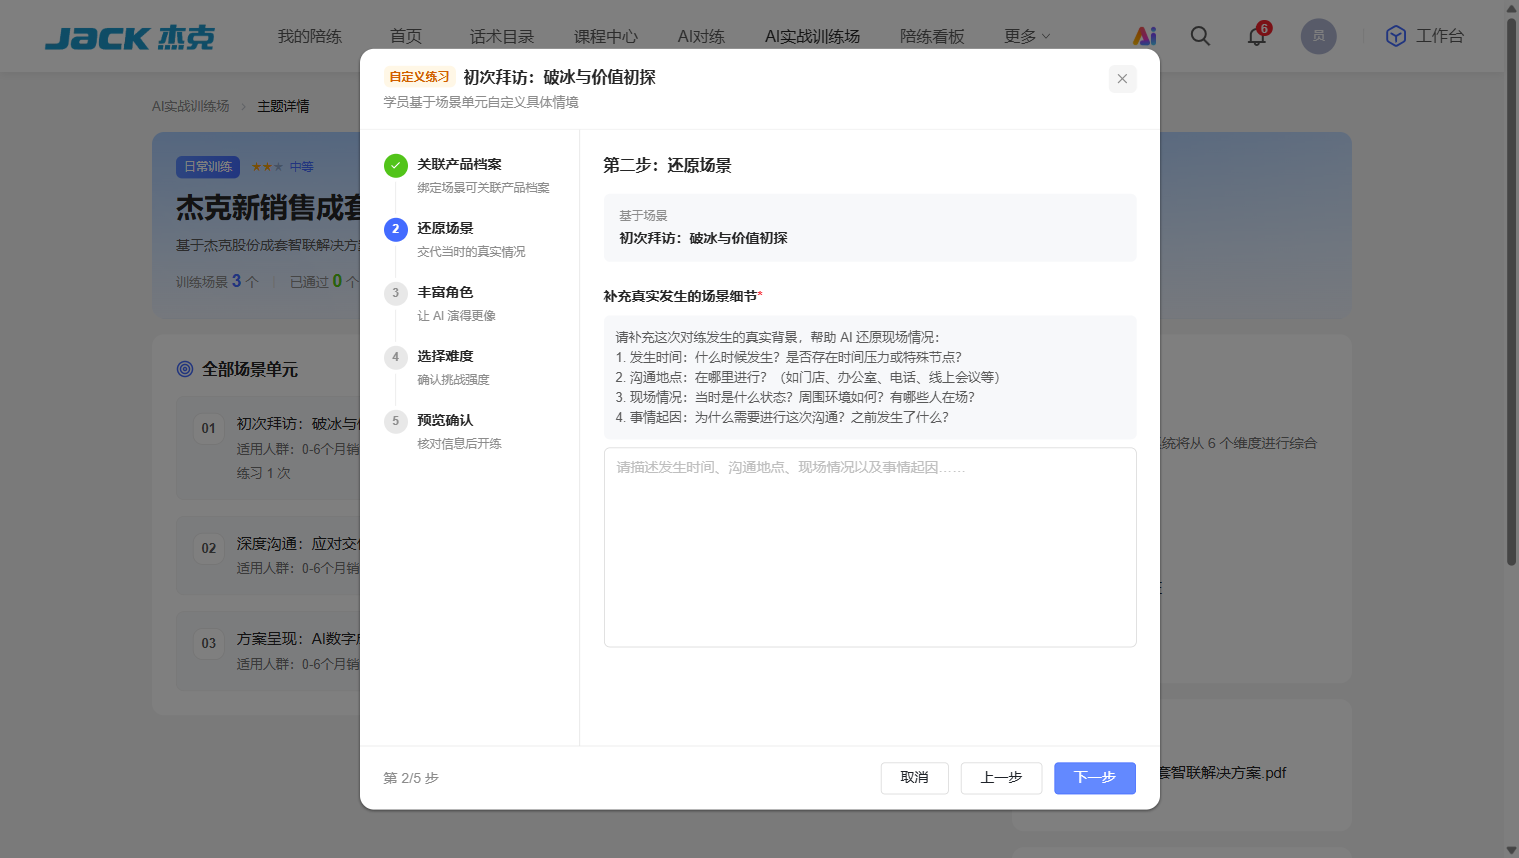 JACK 杰克
我的陪练
首页
话术目录
课程中心
AI对练
AI实战训练场
陪练看板
更多
Ai
6
员
工作台
AI实战训练场 › 主题详情
日常训练
中等
杰克新销售成套
基于杰克股份成套智联解决方
训练场景 3 个
已通过 0 个
全部场景单元
01
初次拜访：破冰与
适用人群：0-6个月销
练习 1 次
02
深度沟通：应对交
适用人群：0-6个月销
03
方案呈现：AI数字
适用人群：0-6个月销
统将从 6 个维度进行综合
套智联解决方案.pdf
自定义练习 初次拜访：破冰与价值初探
学员基于场景单元自定义具体情境
关联产品档案
绑定场景可关联产品档案
2
还原场景
交代当时的真实情况
3
丰富角色
让 AI 演得更像
4
选择难度
确认挑战强度
5
预览确认
核对信息后开练
第二步：还原场景
基于场景
初次拜访：破冰与价值初探
补充真实发生的场景细节*
请补充这次对练发生的真实背景，帮助 AI 还原现场情况：
1. 发生时间：什么时候发生？是否存在时间压力或特殊节点？
2. 沟通地点：在哪里进行？（如门店、办公室、电话、线上会议等）
3. 现场情况：当时是什么状态？周围环境如何？有哪些人在场？
4. 事情起因：为什么需要进行这次沟通？之前发生了什么？
请描述发生时间、沟通地点、现场情况以及事情起因……
第 2/5 步
取消
上一步
下一步